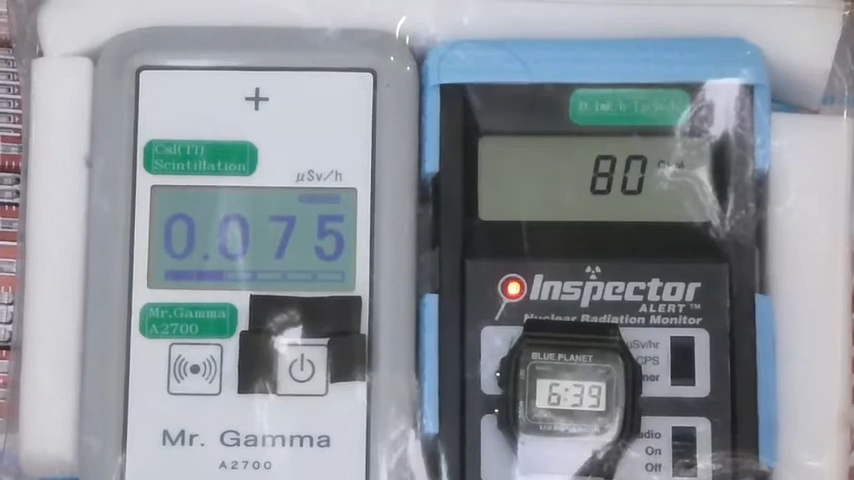 CsI(Tl)
Scintillation
μSv/h
0.075
Mr.Gamma
A2700
Mr. Gamma
A2700
80
Inspector
ALERT ™
Nuclear Radiation Monitor
μSv/hr
CPS
BLUE PLANET
6:39
On
Off